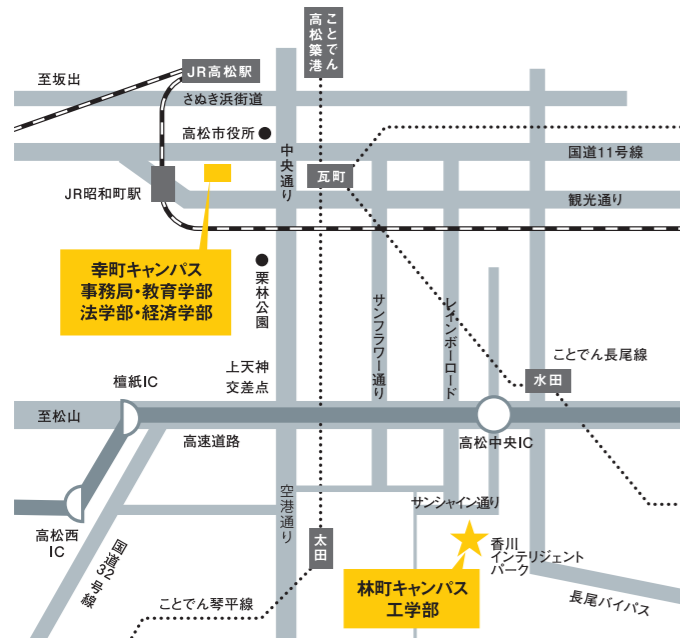 ことでん
高松築港
JR高松駅
至坂出
さぬき浜街道
高松市役所
中央通り
国道11号線
瓦町
JR昭和町駅
観光通り
幸町キャンパス
事務局・教育学部
法学部・経済学部
栗林公園
サンフラワー通り
レインボーロード
ことでん長尾線
上天神
交差点
檀紙IC
水田
至松山
高速道路
高松中央IC
空港通り
サンシャイン通り
高松西
IC
国道32号線
太田
香川
インテリジェント
パーク
林町キャンパス
工学部
ことでん琴平線
長尾バイパス